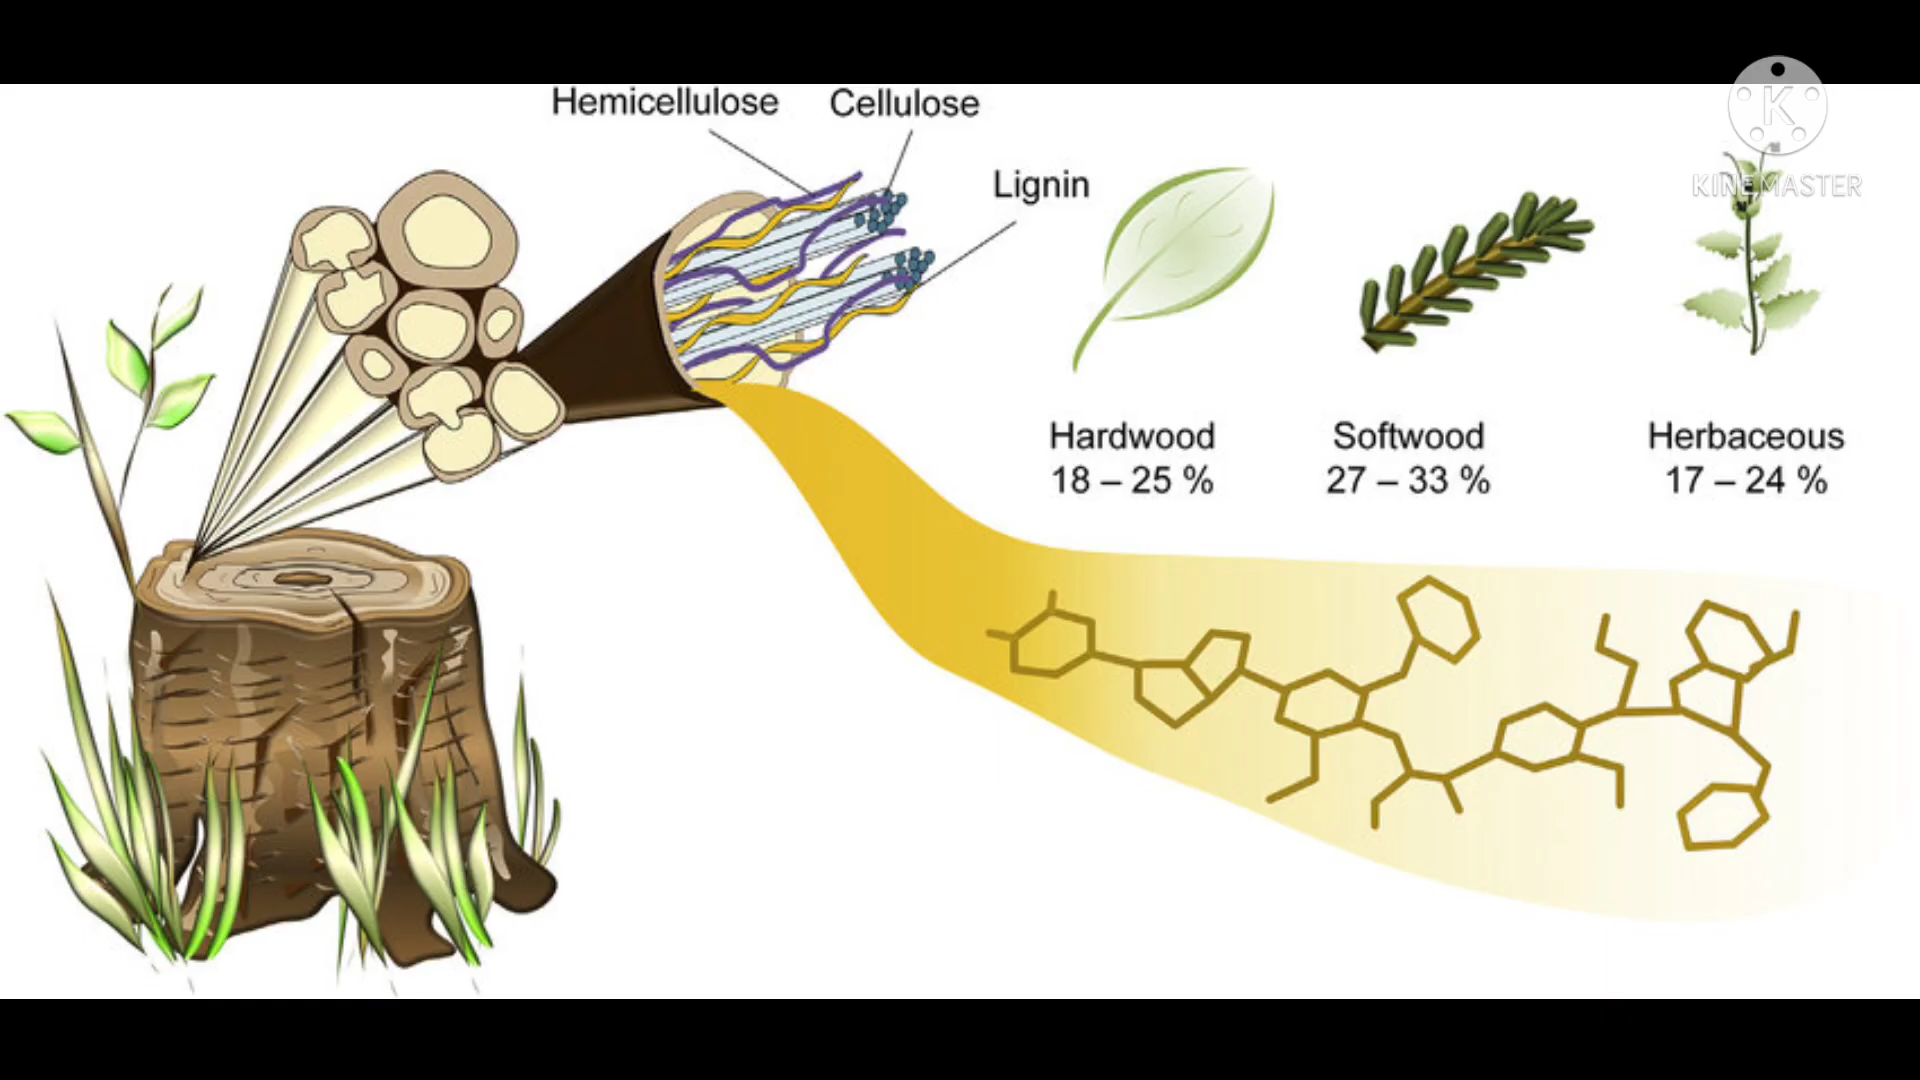 Hemicellulose
Cellulose
Lignin
K
KINEMASTER
Hardwood
18 – 25 %
Softwood
27 – 33 %
Herbaceous
17 – 24 %